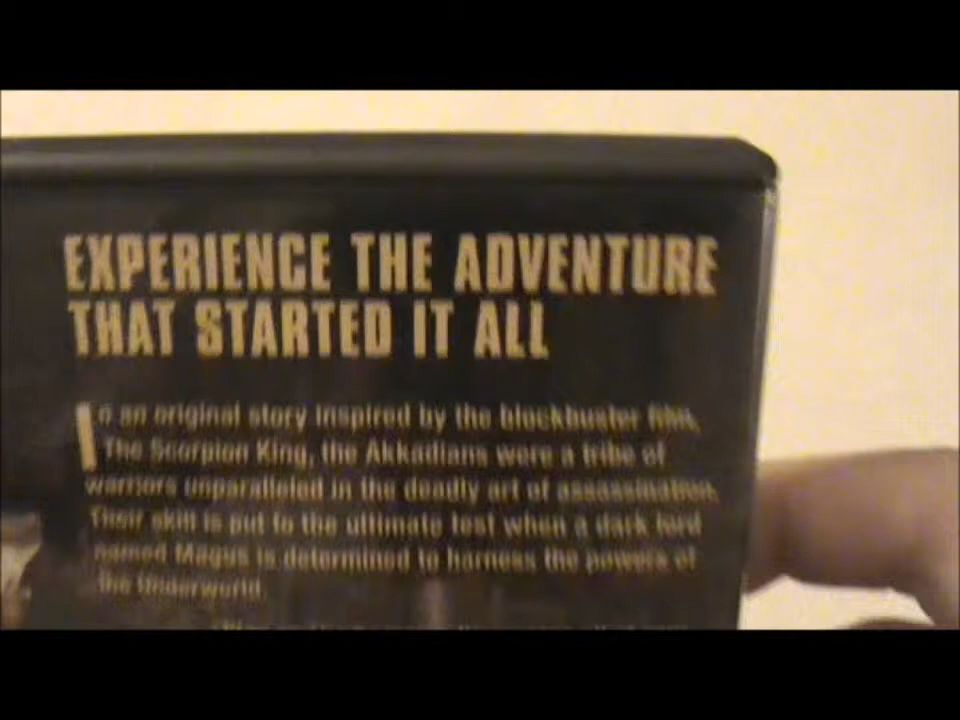 EXPERIENCE THE ADVENTURE
THAT STARTED IT ALL
In an original story inspired by the blockbuster film,
The Scorpion King, the Akkadians were a tribe of
warriors unparalleled in the deadly art of assassination.
Their skill is put to the ultimate test when a dark lord
named Magus is determined to harness the powers of
the Underworld.